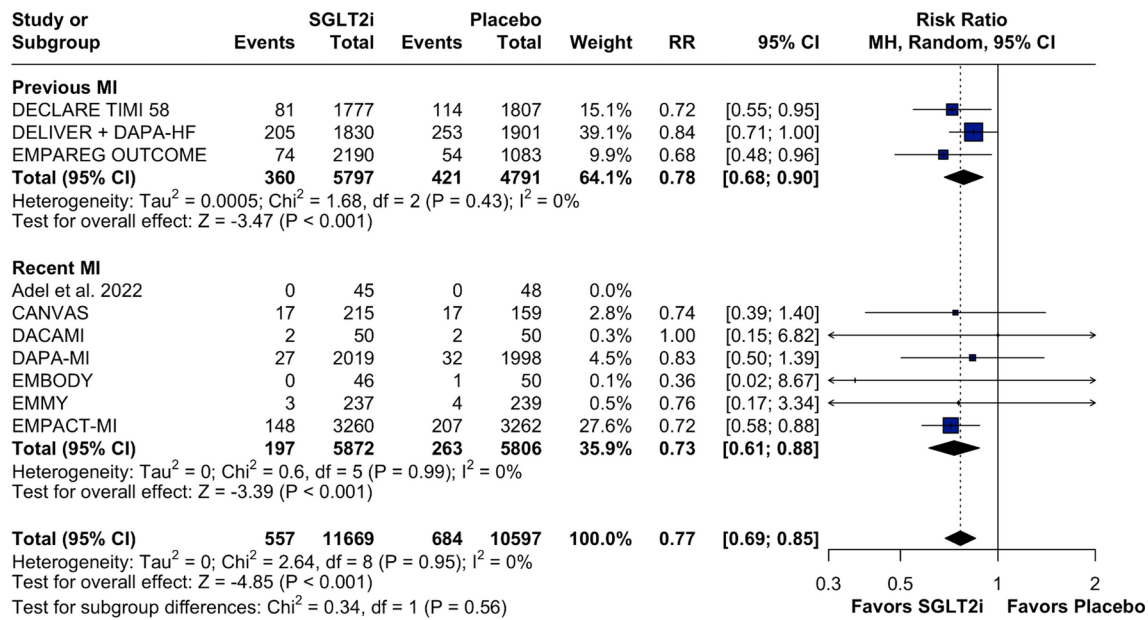 Study or SGLT2i Placebo Risk Ratio
Subgroup Events Total Events Total Weight RR 95% CI MH, Random, 95% CI
Previous MI
DECLARE TIMI 58 81 1777 114 1807 15.1% 0.72 [0.55; 0.95]
DELIVER + DAPA-HF 205 1830 253 1901 39.1% 0.84 [0.71; 1.00]
EMPAREG OUTCOME 74 2190 54 1083 9.9% 0.68 [0.48; 0.96]
Total (95% CI) 360 5797 421 4791 64.1% 0.78 [0.68; 0.90]
Heterogeneity: Tau² = 0.0005; Chi² = 1.68, df = 2 (P = 0.43); I² = 0%
Test for overall effect: Z = -3.47 (P < 0.001)
Recent MI
Adel et al. 2022 0 45 0 48 0.0%
CANVAS 17 215 17 159 2.8% 0.74 [0.39; 1.40]
DACAMI 2 50 2 50 0.3% 1.00 [0.15; 6.82]
DAPA-MI 27 2019 32 1998 4.5% 0.83 [0.50; 1.39]
EMBODY 0 46 1 50 0.1% 0.36 [0.02; 8.67]
EMMY 3 237 4 239 0.5% 0.76 [0.17; 3.34]
EMPACT-MI 148 3260 207 3262 27.6% 0.72 [0.58; 0.88]
Total (95% CI) 197 5872 263 5806 35.9% 0.73 [0.61; 0.88]
Heterogeneity: Tau² = 0; Chi² = 0.6, df = 5 (P = 0.99); I² = 0%
Test for overall effect: Z = -3.39 (P < 0.001)
Total (95% CI) 557 11669 684 10597 100.0% 0.77 [0.69; 0.85]
Heterogeneity: Tau² = 0; Chi² = 2.64, df = 8 (P = 0.95); I² = 0%
Test for overall effect: Z = -4.85 (P < 0.001)
0.3 0.5 1 2
Test for subgroup differences: Chi² = 0.34, df = 1 (P = 0.56) Favors SGLT2i Favors Placebo